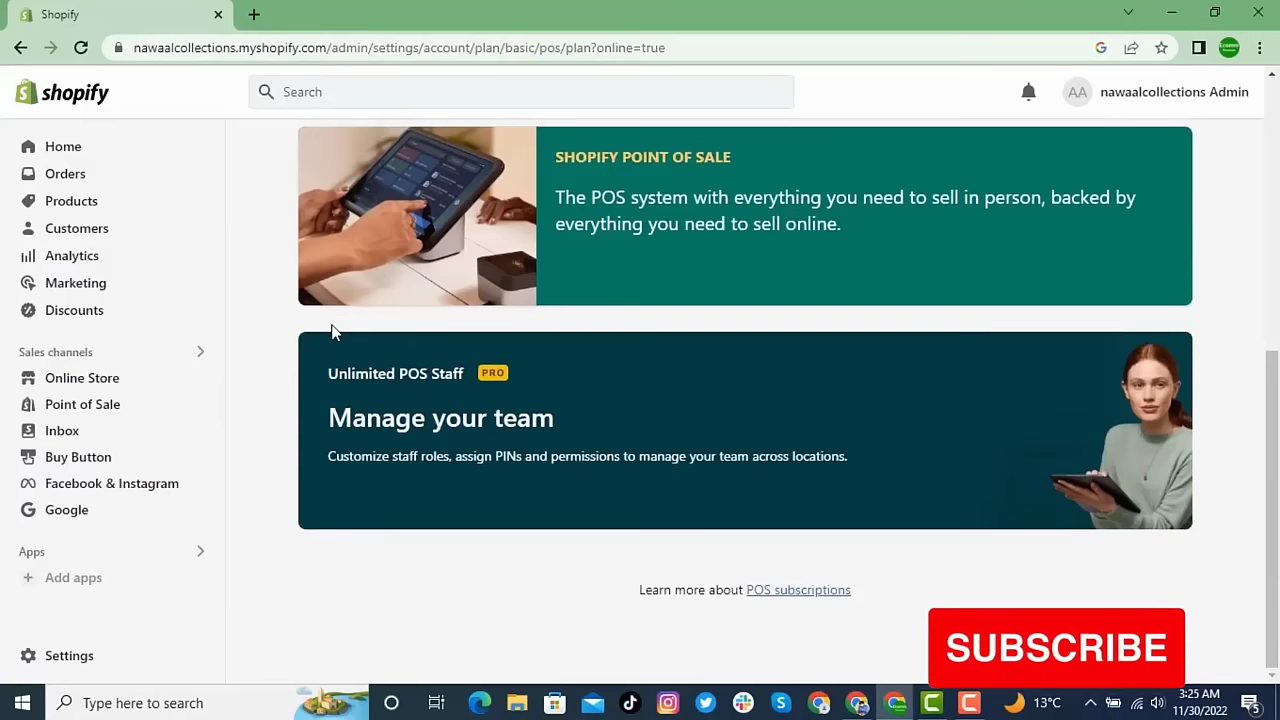 Shopify
nawaalcollections.myshopify.com/admin/settings/account/plan/basic/pos/plan?online=true
shopify
Search
AA
nawaalcollections Admin
Home
Orders
Products
Customers
Analytics
Marketing
Discounts
Sales channels
Online Store
Point of Sale
Inbox
Buy Button
Facebook & Instagram
Google
Apps
Add apps
Settings
SHOPIFY POINT OF SALE
The POS system with everything you need to sell in person, backed by
everything you need to sell online.
Unlimited POS Staff PRO
Manage your team
Customize staff roles, assign PINs and permissions to manage your team across locations.
Learn more about POS subscriptions
SUBSCRIBE
Type here to search
13°C
3:25 AM
11/30/2022
5